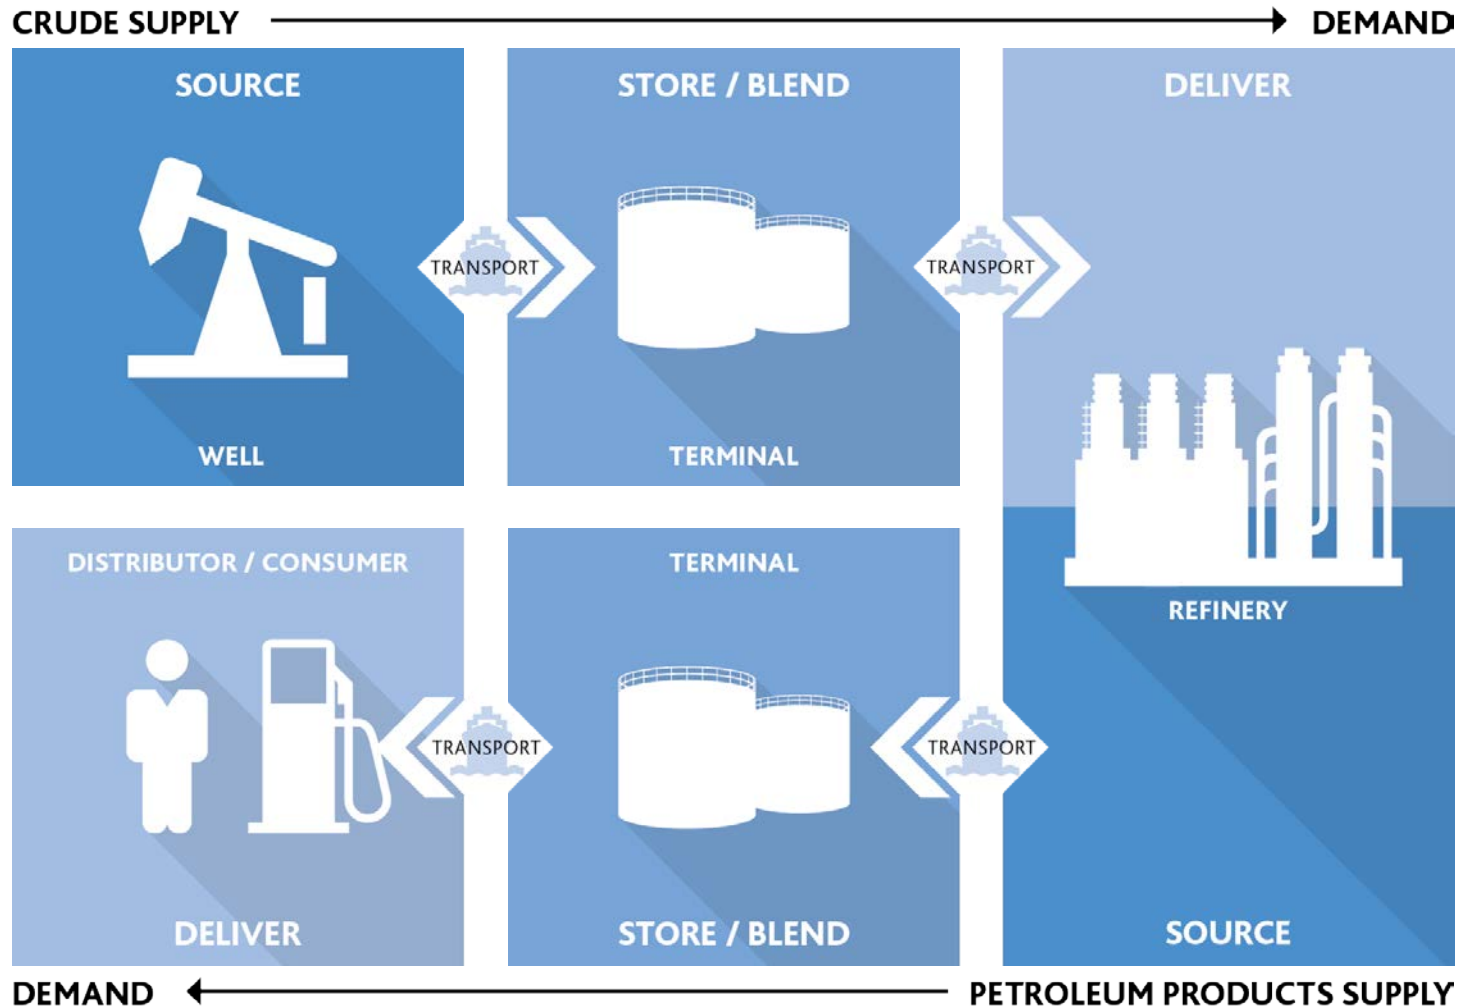 CRUDE SUPPLY
DEMAND
SOURCE
STORE / BLEND
DELIVER
TRANSPORT
TRANSPORT
WELL
TERMINAL
REFINERY
DISTRIBUTOR / CONSUMER
TERMINAL
TRANSPORT
TRANSPORT
DELIVER
STORE / BLEND
SOURCE
DEMAND
PETROLEUM PRODUCTS SUPPLY